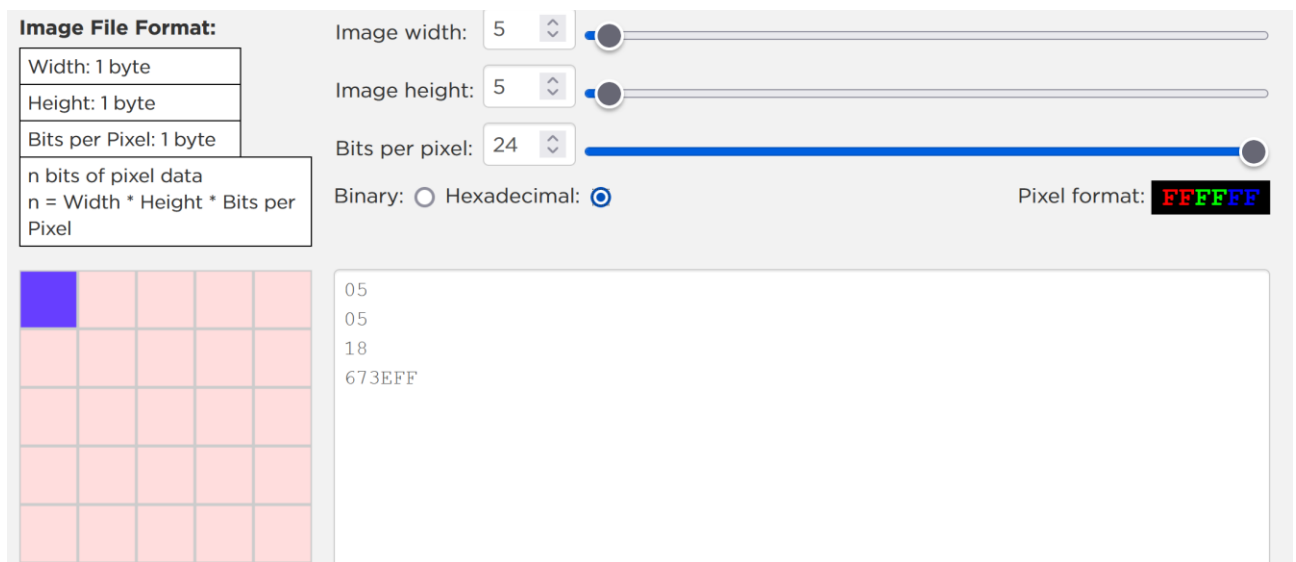 Image File Format:
Width: 1 byte
Height: 1 byte
Bits per Pixel: 1 byte
n bits of pixel data
n = Width * Height * Bits per
Pixel
Image width: 5
Image height: 5
Bits per pixel: 24
Binary: Hexadecimal:
Pixel format: FFFFFF
05
05
18
673EFF